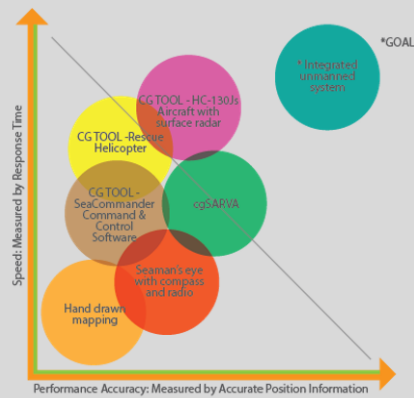 *GOAL
* Integrated
unmanned
system
CG TOOL - HC-130Js
Aircraft with
surface radar
CG TOOL -Rescue
Helicopter
CG TOOL -
SeaCommander
Command &
Control
Software
cgSARVA
Seaman's eye
with compass
and radio
Hand drawn
mapping
Speed: Measured by Response Time
Performance Accuracy: Measured by Accurate Position Information